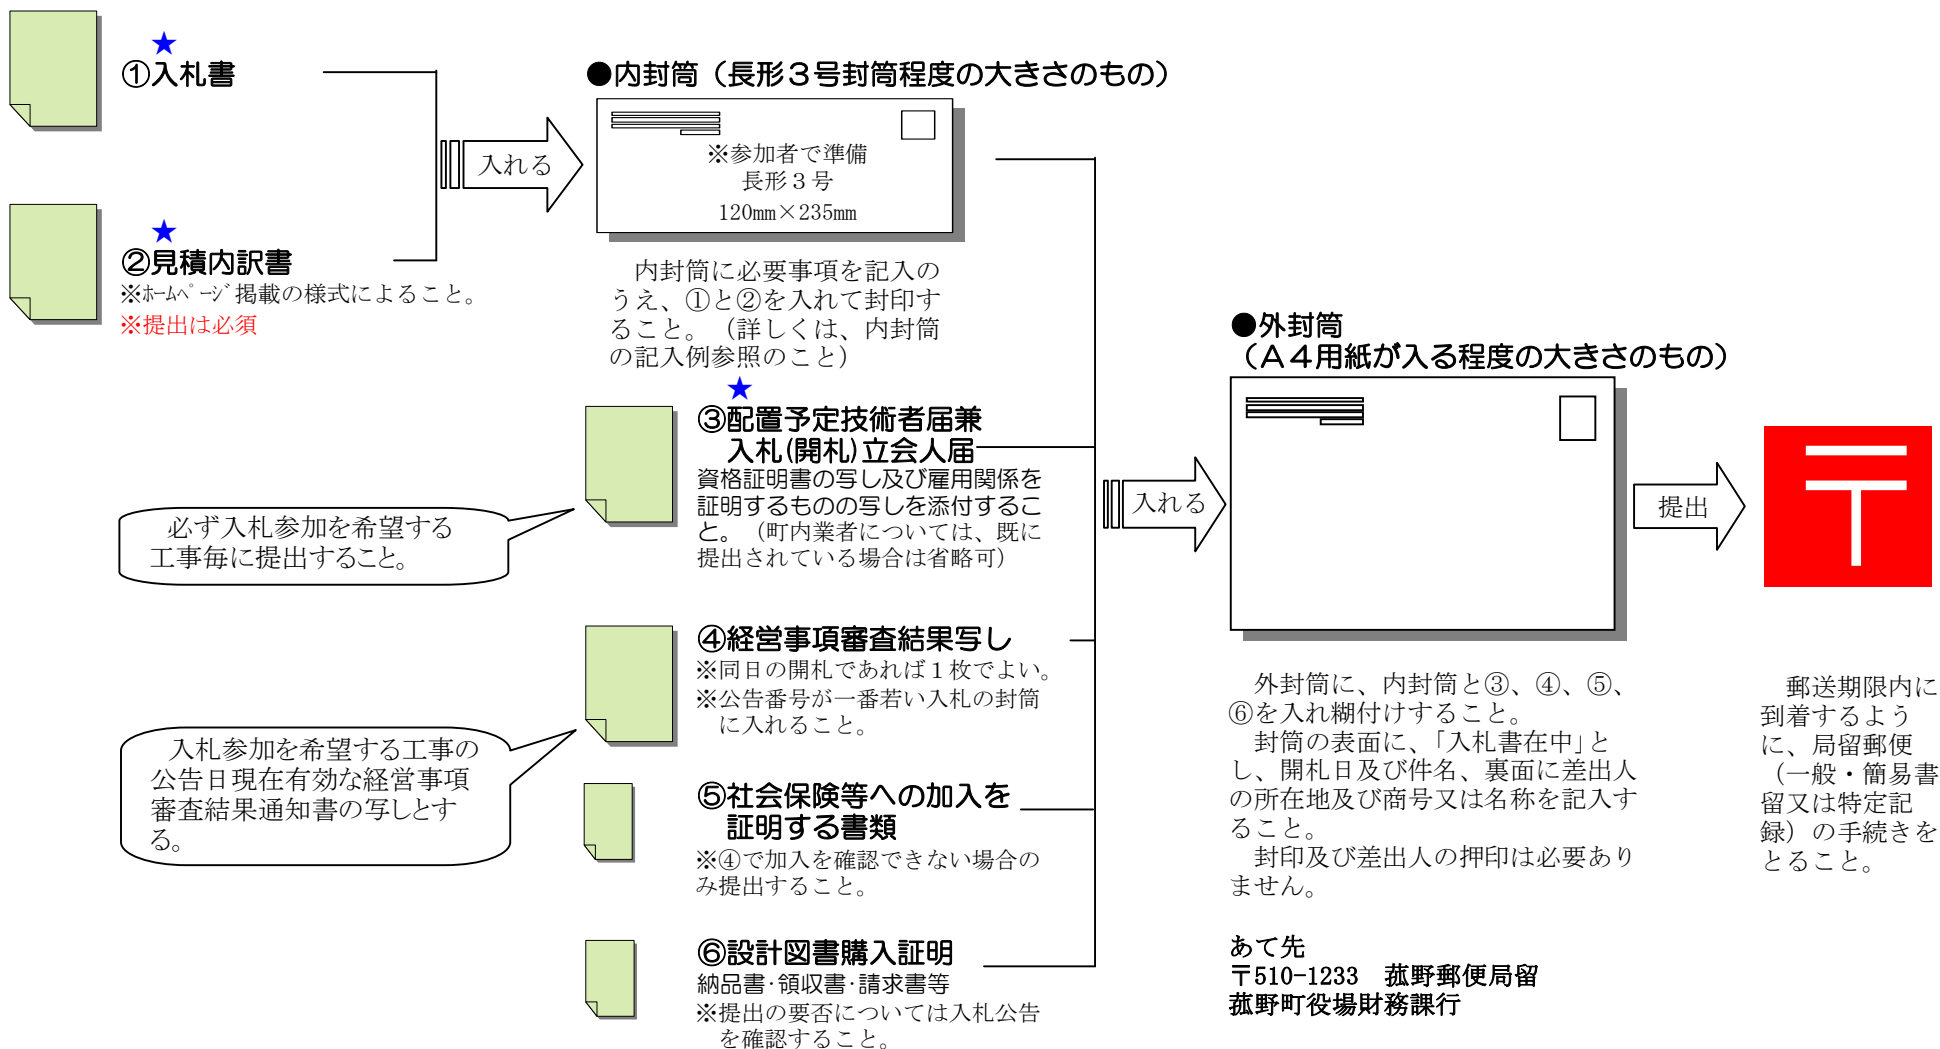 ★
①入札書
★
②見積内訳書
※ホームページ掲載の様式によること。
※提出は必須
入れる
●内封筒（長形３号封筒程度の大きさのもの）
※参加者で準備
長形３号
120mm×235mm
内封筒に必要事項を記入の
うえ、①と②を入れて封印す
ること。（詳しくは、内封筒
の記入例参照のこと）
★
③配置予定技術者届兼
入札(開札)立会人届
資格証明書の写し及び雇用関係を
証明するものの写しを添付するこ
と。（町内業者については、既に
提出されている場合は省略可）
必ず入札参加を希望する
工事毎に提出すること。
④経営事項審査結果写し
※同日の開札であれば１枚でよい。
※公告番号が一番若い入札の封筒
に入れること。
入札参加を希望する工事の
公告日現在有効な経営事項
審査結果通知書の写しとす
る。
⑤社会保険等への加入を
証明する書類
※④で加入を確認できない場合の
み提出すること。
⑥設計図書購入証明
納品書･領収書･請求書等
※提出の要否については入札公告
を確認すること。
入れる
●外封筒
（Ａ４用紙が入る程度の大きさのもの）
外封筒に、内封筒と③、④、⑤、
⑥を入れ糊付けすること。
封筒の表面に、「入札書在中」と
し、開札日及び件名、裏面に差出人
の所在地及び商号又は名称を記入す
ること。
封印及び差出人の押印は必要あり
ません。
あて先
〒510-1233　菰野郵便局留
菰野町役場財務課行
提出
〒
郵送期限内に
到着するよう
に、局留郵便
（一般・簡易書
留又は特定記
録）の手続きを
とること。